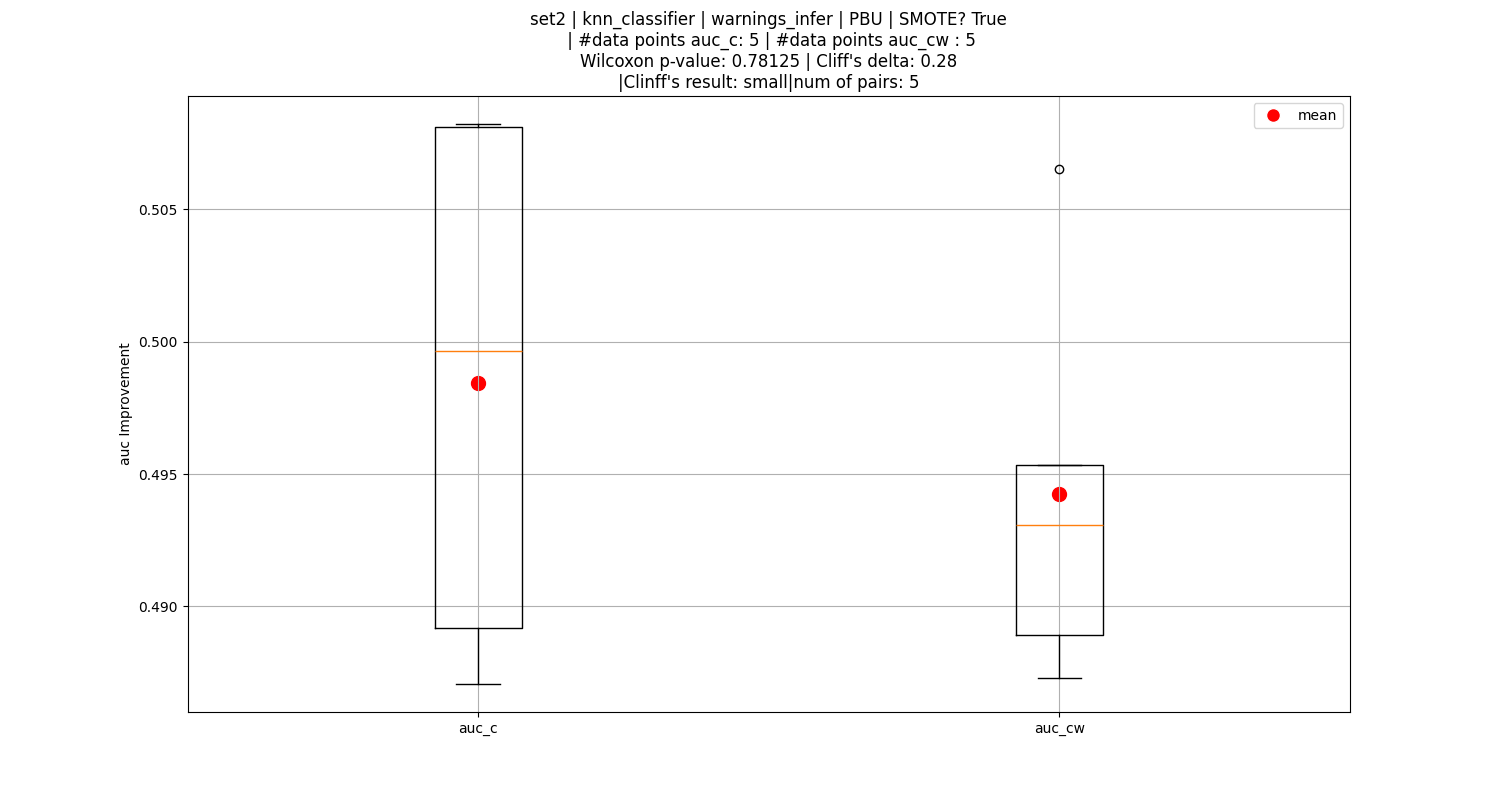 set2 | knn_classifier | warnings_infer | PBU | SMOTE? True
| #data points auc_c: 5 | #data points auc_cw : 5
Wilcoxon p-value: 0.78125 | Cliff's delta: 0.28
|Clinff's result: small|num of pairs: 5
mean
0.505
0.500
0.495
0.490
auc Improvement
auc_c
auc_cw